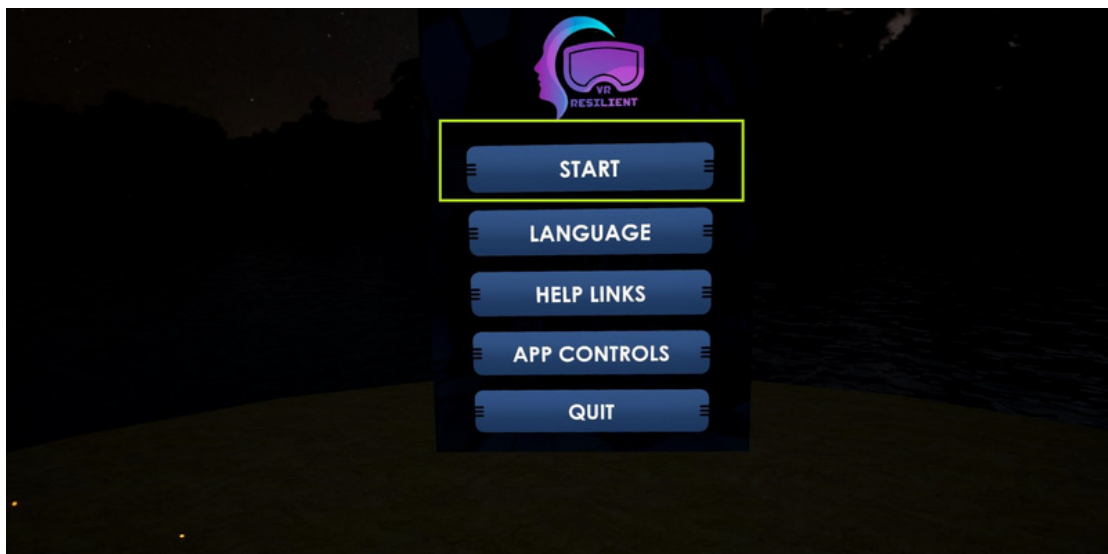 VR
RESILIENT
START
LANGUAGE
HELP LINKS
APP CONTROLS
QUIT